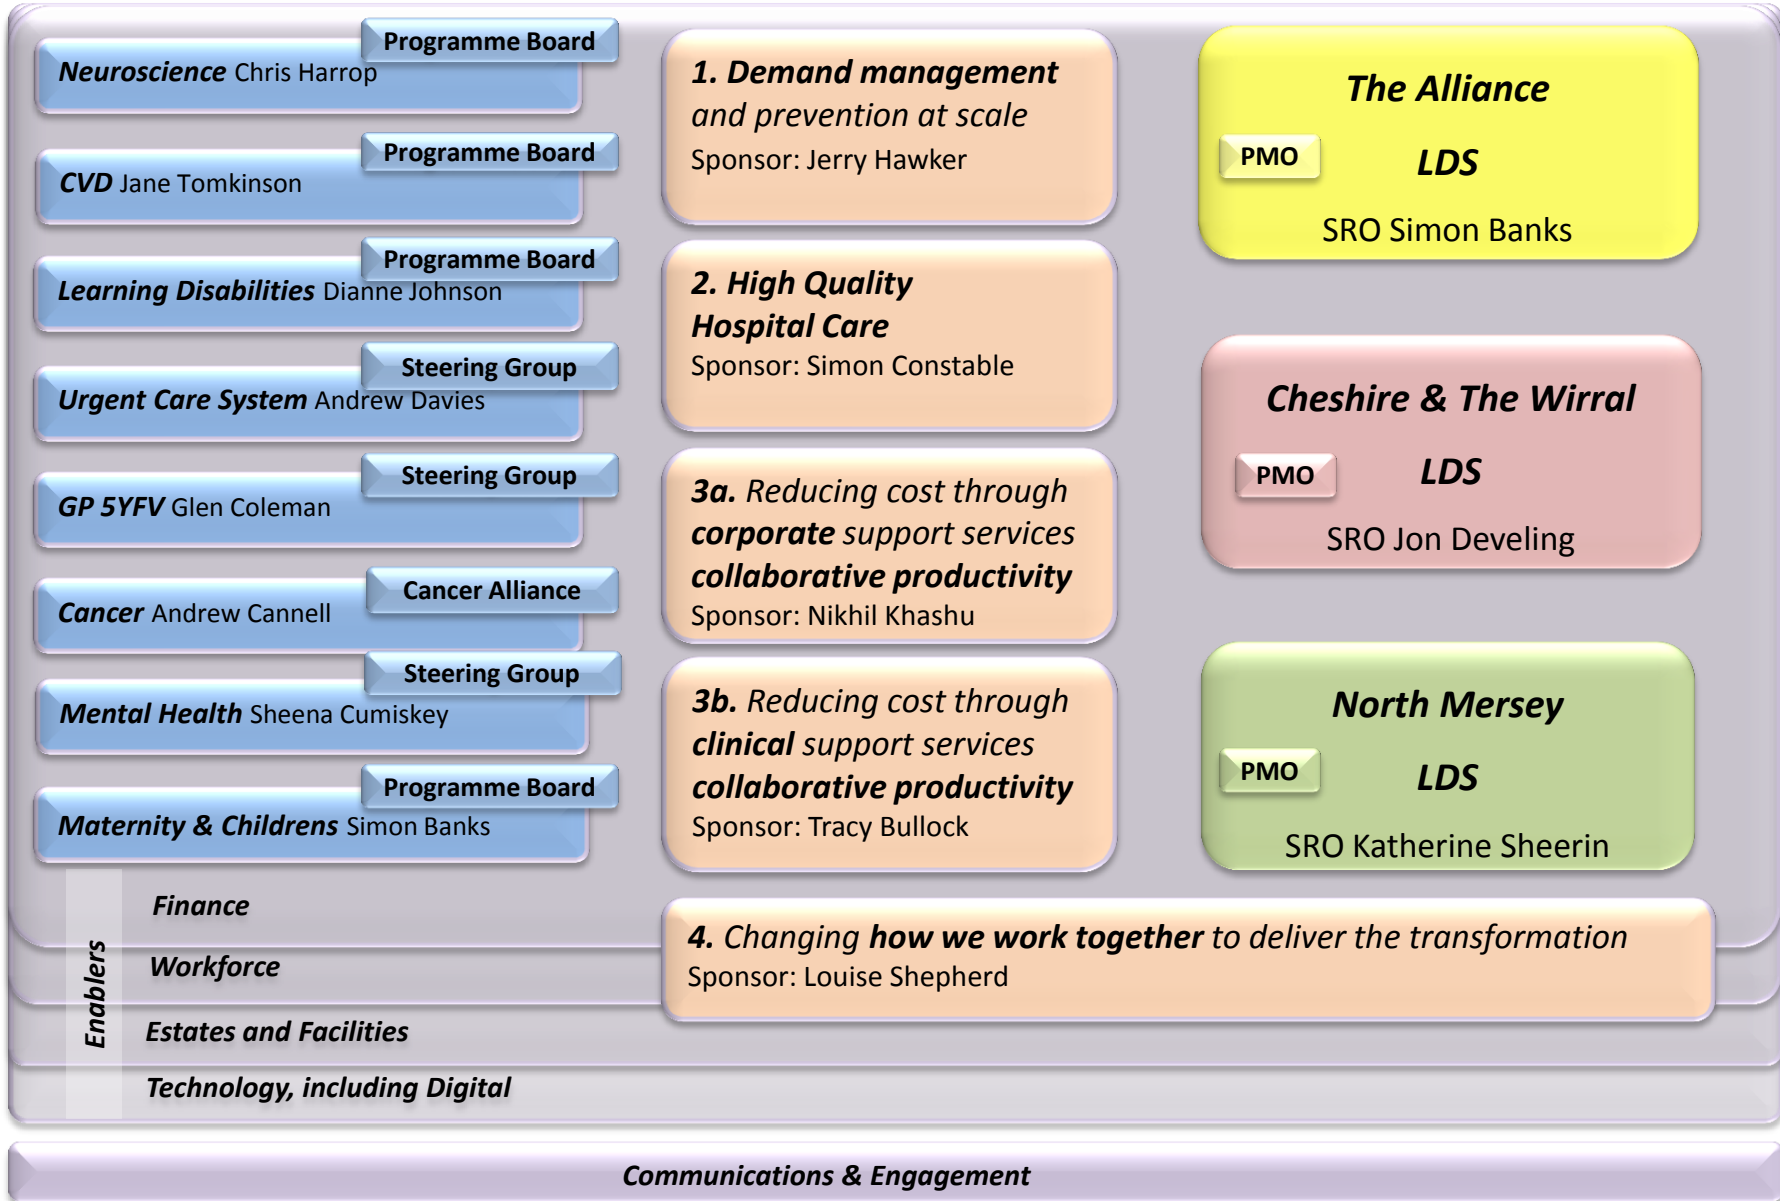 Programme Board
Neuroscience Chris Harrop
Programme Board
CVD Jane Tomkinson
Programme Board
Learning Disabilities Dianne Johnson
Steering Group
Urgent Care System Andrew Davies
Steering Group
GP 5YFV Glen Coleman
Cancer Alliance
Cancer Andrew Cannell
Steering Group
Mental Health Sheena Cumiskey
Programme Board
Maternity & Childrens Simon Banks
1. Demand management
and prevention at scale
Sponsor: Jerry Hawker
2. High Quality
Hospital Care
Sponsor: Simon Constable
3a. Reducing cost through
corporate support services
collaborative productivity
Sponsor: Nikhil Khashu
3b. Reducing cost through
clinical support services
collaborative productivity
Sponsor: Tracy Bullock
The Alliance
PMO
LDS
SRO Simon Banks
Cheshire & The Wirral
PMO
LDS
SRO Jon Develing
North Mersey
PMO
LDS
SRO Katherine Sheerin
4. Changing how we work together to deliver the transformation
Sponsor: Louise Shepherd
Enablers
Finance
Workforce
Estates and Facilities
Technology, including Digital
Communications & Engagement